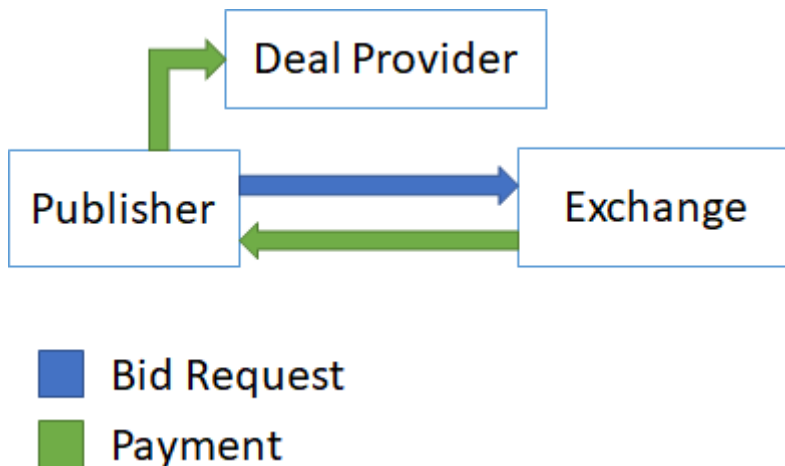 Deal Provider
Publisher
Exchange
Bid Request
Payment